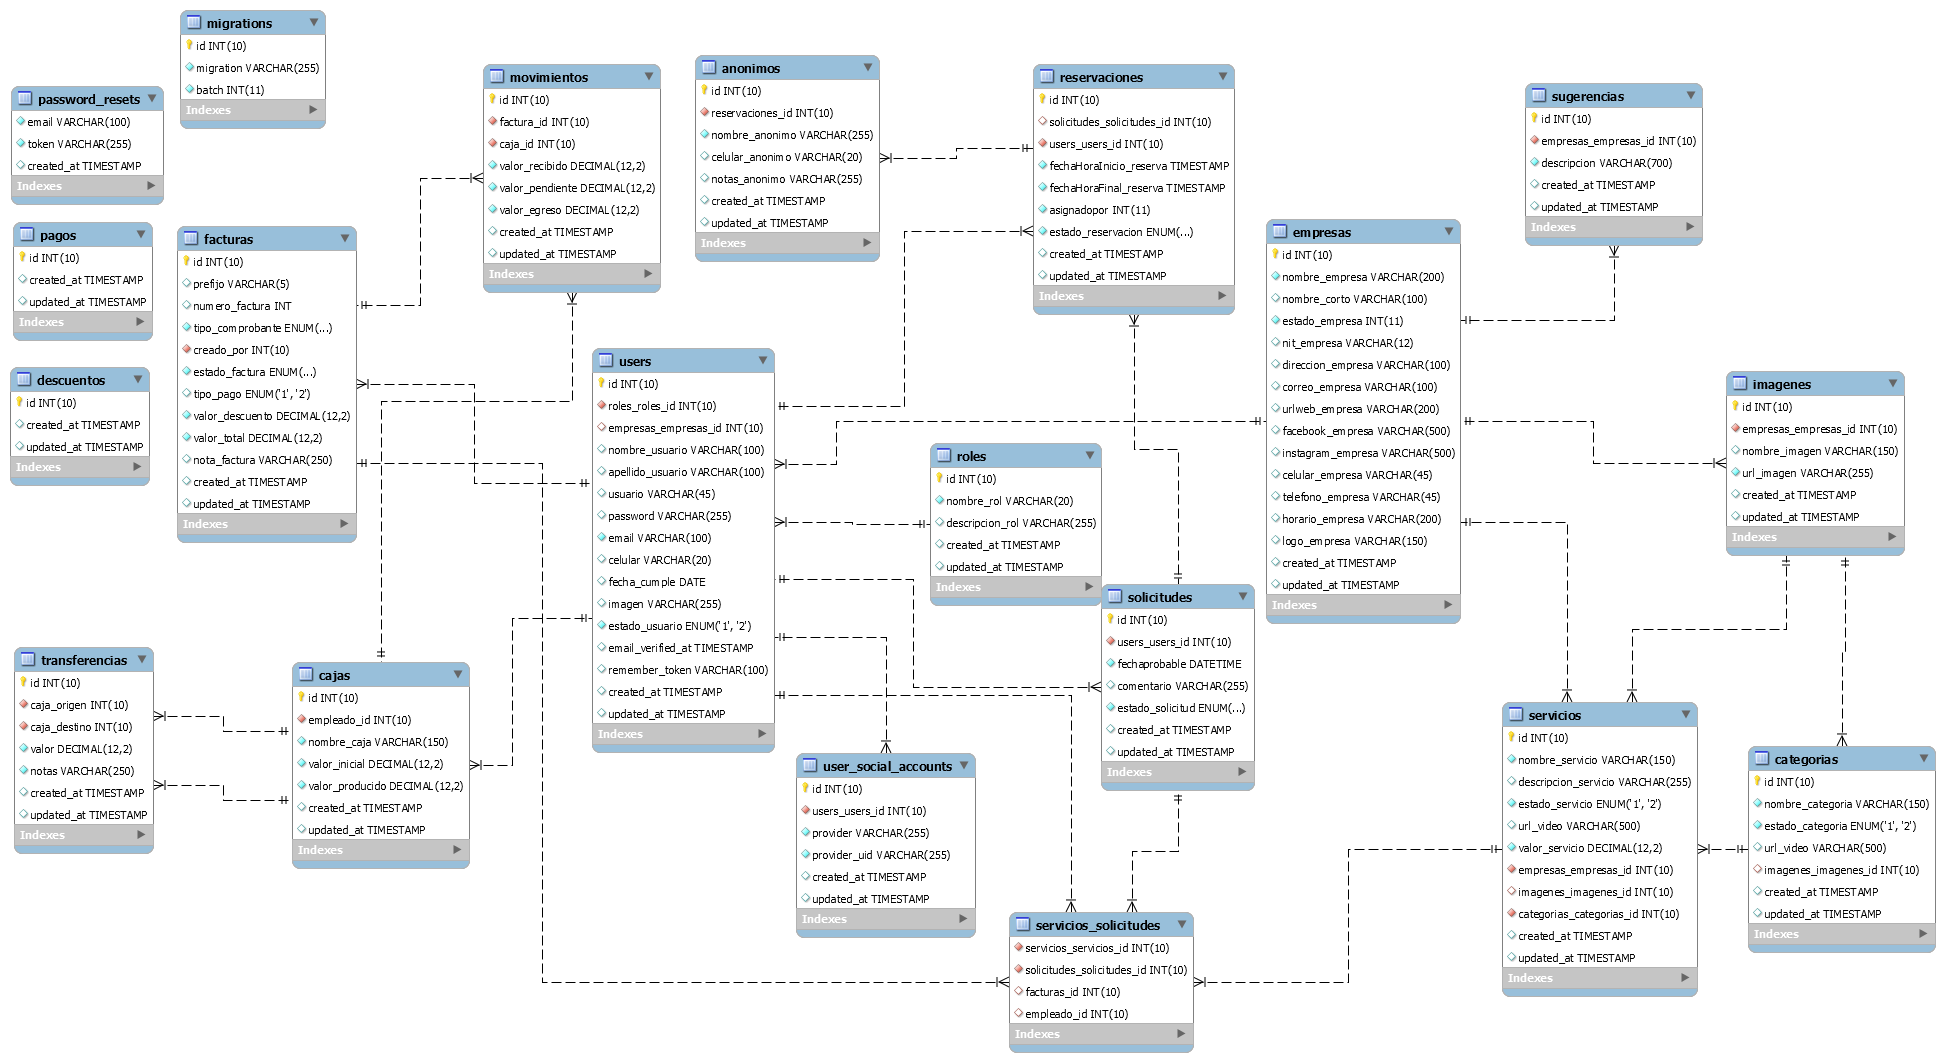 migrations
id INT(10)
migration VARCHAR(255)
batch INT(11)
Indexes
password_resets
email VARCHAR(100)
token VARCHAR(255)
created_at TIMESTAMP
Indexes
pagos
id INT(10)
created_at TIMESTAMP
updated_at TIMESTAMP
Indexes
descuentos
id INT(10)
created_at TIMESTAMP
updated_at TIMESTAMP
Indexes
facturas
id INT(10)
prefijo VARCHAR(5)
numero_factura INT
tipo_comprobante ENUM(...)
creado_por INT(10)
estado_factura ENUM(...)
tipo_pago ENUM('1', '2')
valor_descuento DECIMAL(12,2)
valor_total DECIMAL(12,2)
nota_factura VARCHAR(250)
created_at TIMESTAMP
updated_at TIMESTAMP
Indexes
movimientos
id INT(10)
factura_id INT(10)
caja_id INT(10)
valor_recibido DECIMAL(12,2)
valor_pendiente DECIMAL(12,2)
valor_egreso DECIMAL(12,2)
created_at TIMESTAMP
updated_at TIMESTAMP
Indexes
anonimos
id INT(10)
reservaciones_id INT(10)
nombre_anonimo VARCHAR(255)
celular_anonimo VARCHAR(20)
notas_anonimo VARCHAR(255)
created_at TIMESTAMP
updated_at TIMESTAMP
Indexes
reservaciones
id INT(10)
solicitudes_solicitudes_id INT(10)
users_users_id INT(10)
fechaHoraInicio_reserva TIMESTAMP
fechaHoraFinal_reserva TIMESTAMP
asignadopor INT(11)
estado_reservacion ENUM(...)
created_at TIMESTAMP
updated_at TIMESTAMP
Indexes
sugerencias
id INT(10)
empresas_empresas_id INT(10)
descripcion VARCHAR(700)
created_at TIMESTAMP
updated_at TIMESTAMP
Indexes
empresas
id INT(10)
nombre_empresa VARCHAR(200)
nombre_corto VARCHAR(100)
estado_empresa INT(11)
nit_empresa VARCHAR(12)
direccion_empresa VARCHAR(100)
correo_empresa VARCHAR(100)
urlweb_empresa VARCHAR(200)
facebook_empresa VARCHAR(500)
instagram_empresa VARCHAR(500)
celular_empresa VARCHAR(45)
telefono_empresa VARCHAR(45)
horario_empresa VARCHAR(200)
logo_empresa VARCHAR(150)
created_at TIMESTAMP
updated_at TIMESTAMP
Indexes
users
id INT(10)
roles_roles_id INT(10)
empresas_empresas_id INT(10)
nombre_usuario VARCHAR(100)
apellido_usuario VARCHAR(100)
usuario VARCHAR(45)
password VARCHAR(255)
email VARCHAR(100)
celular VARCHAR(20)
fecha_cumple DATE
imagen VARCHAR(255)
estado_usuario ENUM('1', '2')
email_verified_at TIMESTAMP
remember_token VARCHAR(100)
created_at TIMESTAMP
updated_at TIMESTAMP
Indexes
roles
id INT(10)
nombre_rol VARCHAR(20)
descripcion_rol VARCHAR(255)
created_at TIMESTAMP
updated_at TIMESTAMP
Indexes
imagenes
id INT(10)
empresas_empresas_id INT(10)
nombre_imagen VARCHAR(150)
url_imagen VARCHAR(255)
created_at TIMESTAMP
updated_at TIMESTAMP
Indexes
solicitudes
id INT(10)
users_users_id INT(10)
fechaprobable DATETIME
comentario VARCHAR(255)
estado_solicitud ENUM(...)
created_at TIMESTAMP
updated_at TIMESTAMP
Indexes
transferencias
id INT(10)
caja_origen INT(10)
caja_destino INT(10)
valor DECIMAL(12,2)
notas VARCHAR(250)
created_at TIMESTAMP
updated_at TIMESTAMP
Indexes
cajas
id INT(10)
empleado_id INT(10)
nombre_caja VARCHAR(150)
valor_inicial DECIMAL(12,2)
valor_producido DECIMAL(12,2)
created_at TIMESTAMP
updated_at TIMESTAMP
Indexes
user_social_accounts
id INT(10)
users_users_id INT(10)
provider VARCHAR(255)
provider_uid VARCHAR(255)
created_at TIMESTAMP
updated_at TIMESTAMP
Indexes
servicios
id INT(10)
nombre_servicio VARCHAR(150)
descripcion_servicio VARCHAR(255)
estado_servicio ENUM('1', '2')
url_video VARCHAR(500)
valor_servicio DECIMAL(12,2)
empresas_empresas_id INT(10)
imagenes_imagenes_id INT(10)
categorias_categorias_id INT(10)
created_at TIMESTAMP
updated_at TIMESTAMP
Indexes
categorias
id INT(10)
nombre_categoria VARCHAR(150)
estado_categoria ENUM('1', '2')
url_video VARCHAR(500)
imagenes_imagenes_id INT(10)
created_at TIMESTAMP
updated_at TIMESTAMP
Indexes
servicios_solicitudes
servicios_servicios_id INT(10)
solicitudes_solicitudes_id INT(10)
facturas_id INT(10)
empleado_id INT(10)
Indexes